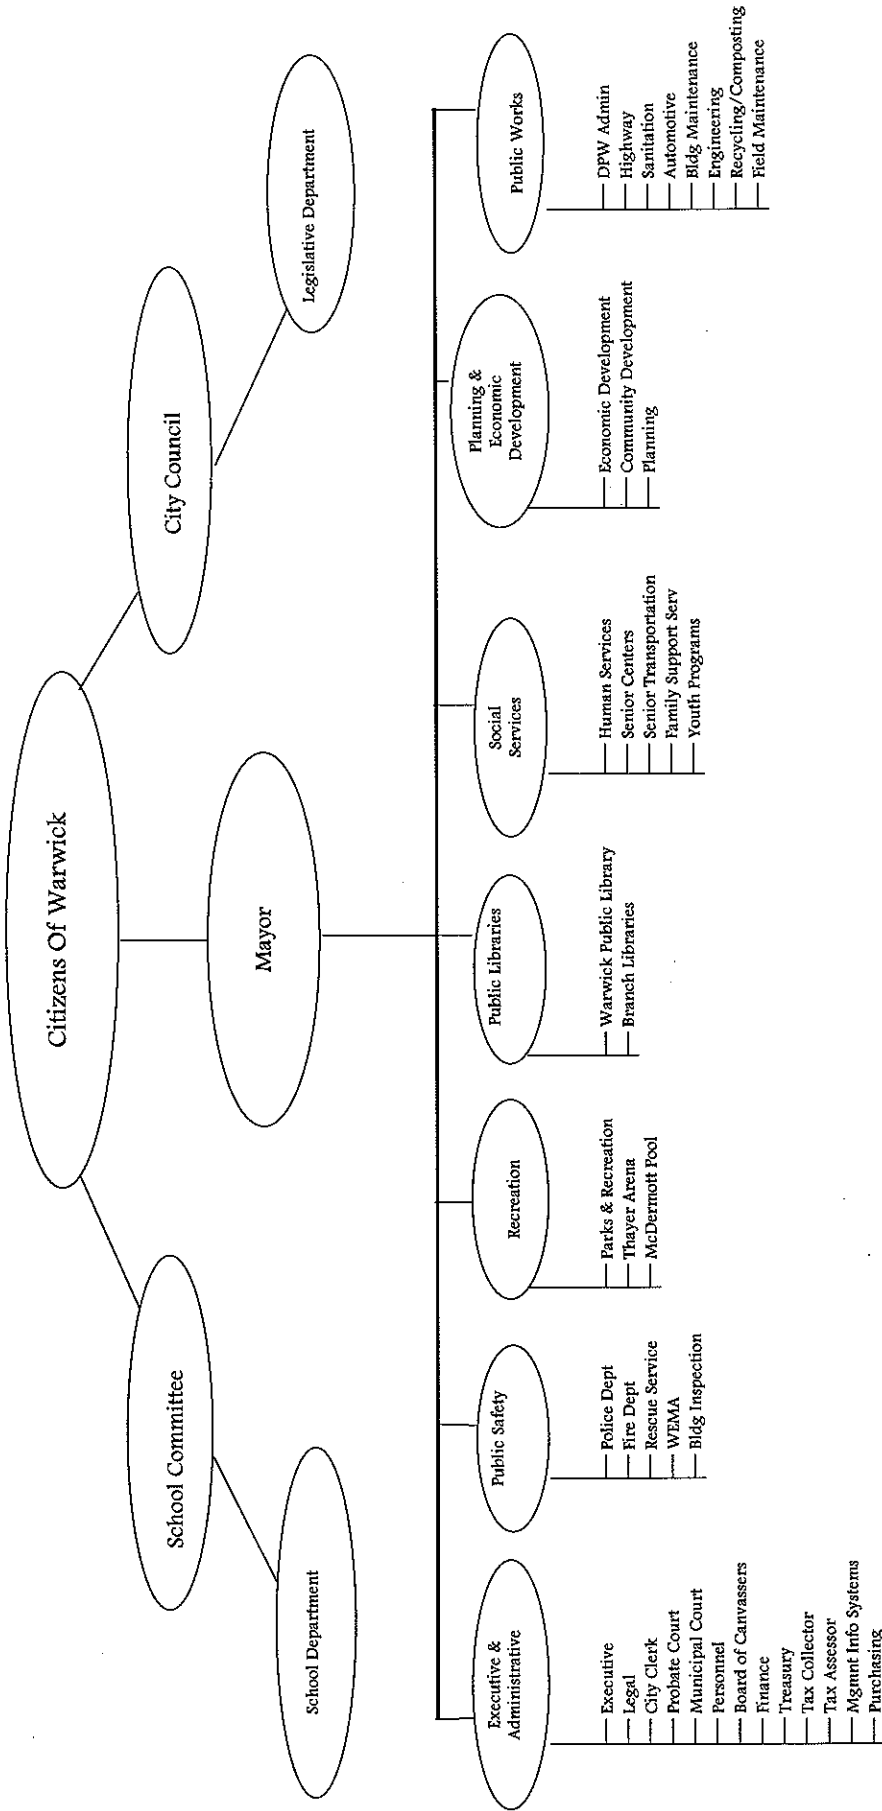 Citizens Of Warwick
School Committee
City Council
Mayor
School Department
Legislative Department
Executive &
Administrative
Executive
Legal
City Clerk
Probate Court
Municipal Court
Personnel
Board of Canvassers
Finance
Treasury
Tax Collector
Tax Assessor
Mgmnt Info Systems
Purchasing
Public Safety
Police Dept
Fire Dept
Rescue Service
WEMA
Bldg Inspection
Recreation
Parks & Recreation
Thayer Arena
McDermott Pool
Public Libraries
Warwick Public Library
Branch Libraries
Social
Services
Human Services
Senior Centers
Senior Transportation
Family Support Serv
Youth Programs
Planning &
Economic
Development
Economic Development
Community Development
Planning
Public Works
DPW Admin
Highway
Sanitation
Automotive
Bldg Maintenance
Engineering
Recycling/Composting
Field Maintenance